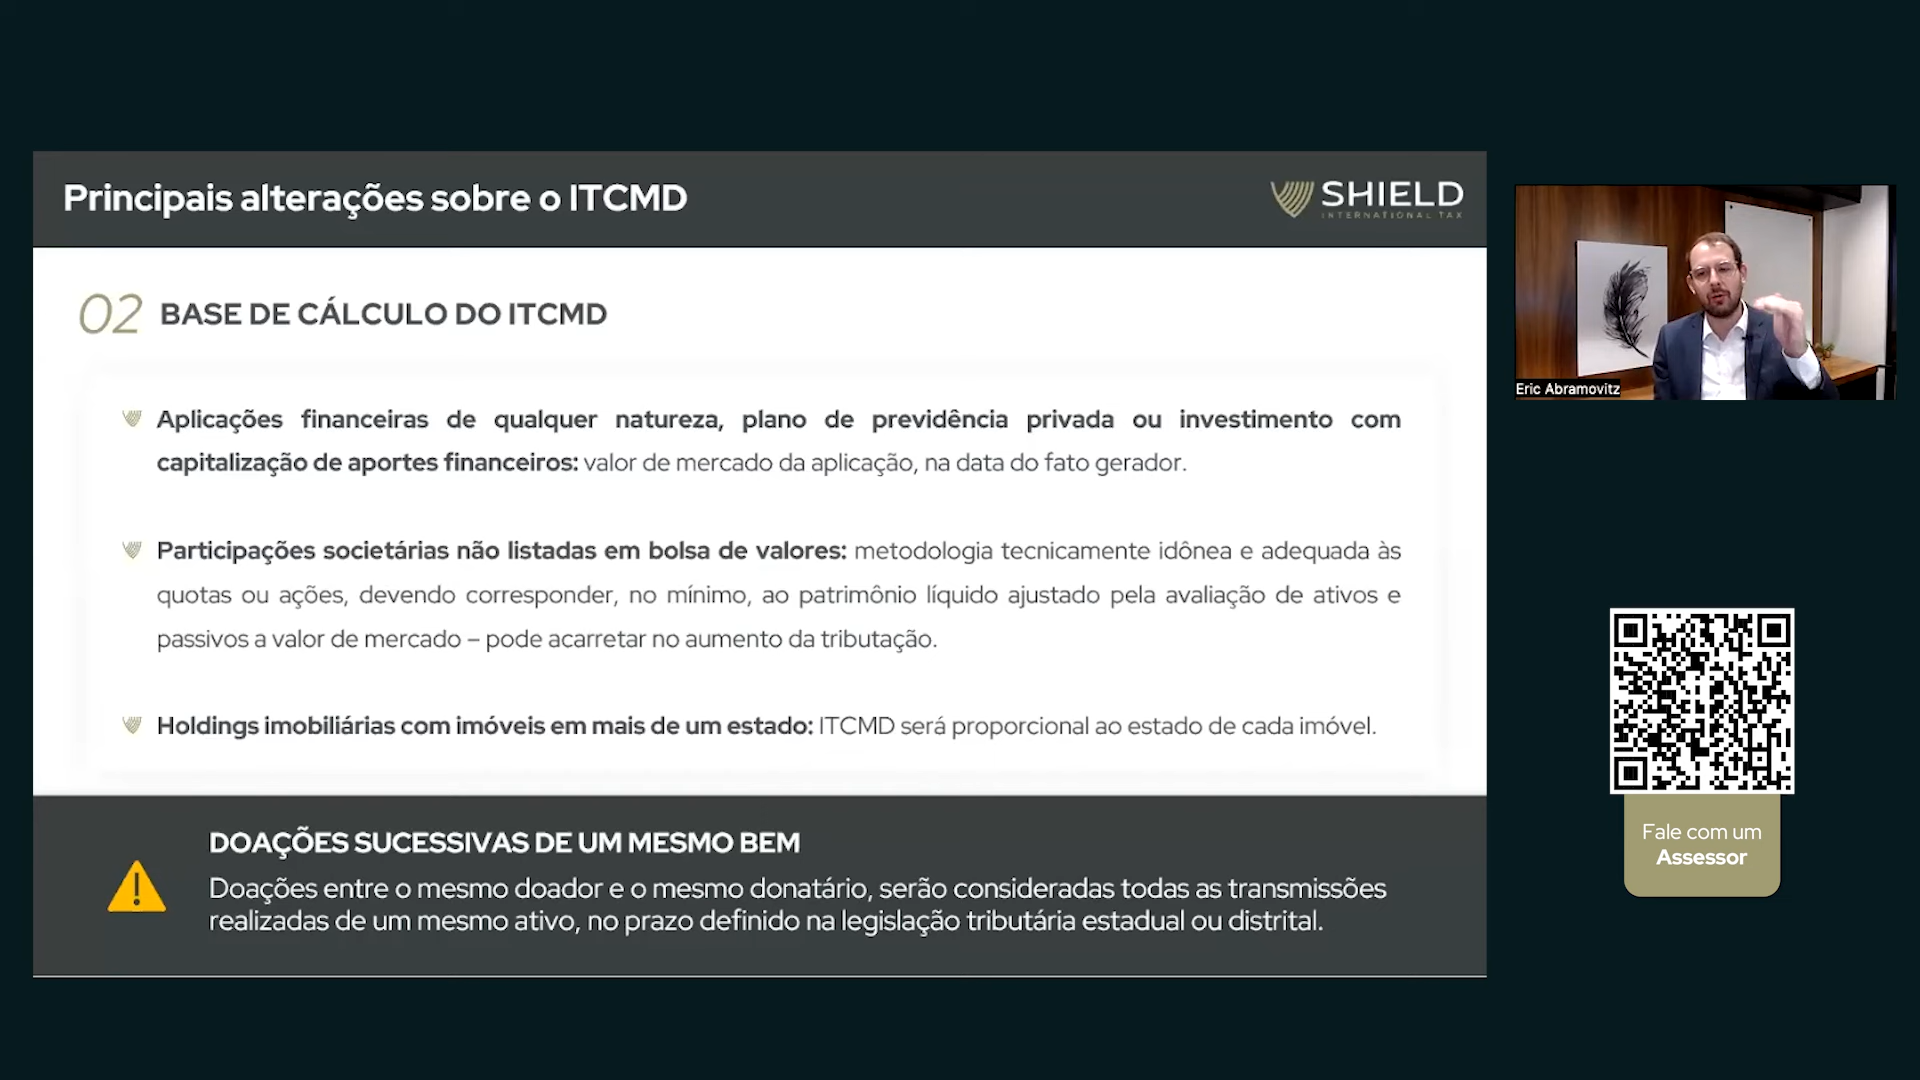 Principais alterações sobre o ITCMD
SHIELD
INTERNATIONAL TAX
02 BASE DE CÁLCULO DO ITCMD
Aplicações financeiras de qualquer natureza, plano de previdência privada ou investimento com
capitalização de aportes financeiros: valor de mercado da aplicação, na data do fato gerador.
Participações societárias não listadas em bolsa de valores: metodologia tecnicamente idônea e adequada às
quotas ou ações, devendo corresponder, no mínimo, ao patrimônio líquido ajustado pela avaliação de ativos e
passivos a valor de mercado – pode acarretar no aumento da tributação.
Holdings imobiliárias com imóveis em mais de um estado: ITCMD será proporcional ao estado de cada imóvel.
DOAÇÕES SUCESSIVAS DE UM MESMO BEM
Doações entre o mesmo doador e o mesmo donatário, serão consideradas todas as transmissões
realizadas de um mesmo ativo, no prazo definido na legislação tributária estadual ou distrital.
Eric Abramovitz
Fale com um
Assessor